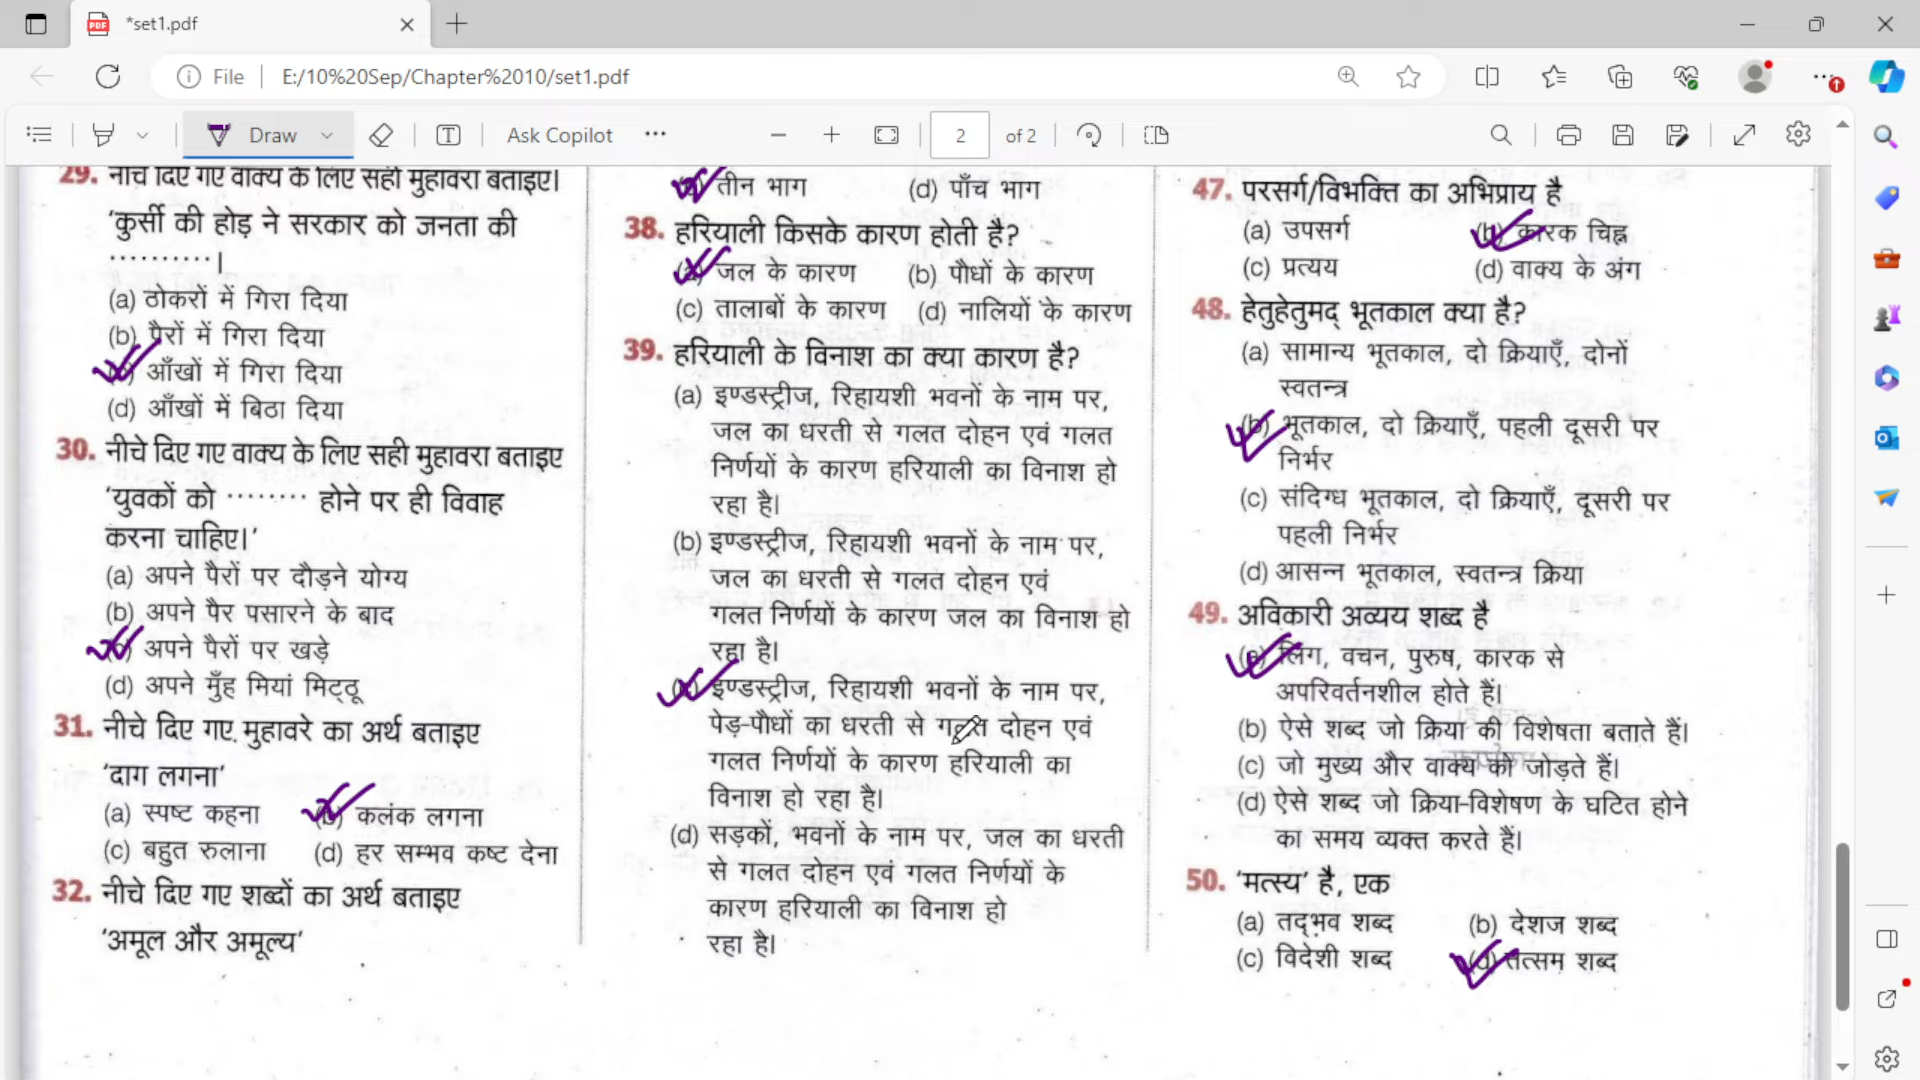 *set1.pdf
File
E:/10%20Sep/Chapter%2010/set1.pdf
Draw
Ask Copilot
2
of 2
29. नीचे दिए गए वाक्य के लिए सही मुहावरा बताइए।
'कुर्सी की होड़ ने सरकार को जनता की
..........।
(a) ठोकरों में गिरा दिया
(b) पैरों में गिरा दिया
आँखों में गिरा दिया
(d) आँखों में बिठा दिया
30. नीचे दिए गए वाक्य के लिए सही मुहावरा बताइए
'युवकों को ........ होने पर ही विवाह
करना चाहिए।'
(a) अपने पैरों पर दौड़ने योग्य
(b) अपने पैर पसारने के बाद
अपने पैरों पर खड़े
(d) अपने मुँह मियां मिट्ठू
31. नीचे दिए गए मुहावरे का अर्थ बताइए
'दाग लगना'
(a) स्पष्ट कहना (b) कलंक लगना
(c) बहुत रुलाना (d) हर सम्भव कष्ट देना
32. नीचे दिए गए शब्दों का अर्थ बताइए
'अमूल और अमूल्य'
तीन भाग (d) पाँच भाग
38. हरियाली किसके कारण होती है?
(a) जल के कारण (b) पौधों के कारण
(c) तालाबों के कारण (d) नालियों के कारण
39. हरियाली के विनाश का क्या कारण है?
(a) इण्डस्ट्रीज, रिहायशी भवनों के नाम पर,
जल का धरती से गलत दोहन एवं गलत
निर्णयों के कारण हरियाली का विनाश हो
रहा है।
(b) इण्डस्ट्रीज, रिहायशी भवनों के नाम पर,
जल का धरती से गलत दोहन एवं
गलत निर्णयों के कारण जल का विनाश हो
रहा है।
इण्डस्ट्रीज, रिहायशी भवनों के नाम पर,
पेड़-पौधों का धरती से गलत दोहन एवं
गलत निर्णयों के कारण हरियाली का
विनाश हो रहा है।
(d) सड़कों, भवनों के नाम पर, जल का धरती
से गलत दोहन एवं गलत निर्णयों के
कारण हरियाली का विनाश हो
रहा है।
47. परसर्ग/विभक्ति का अभिप्राय है
(a) उपसर्ग (b) कारक चिह्न
(c) प्रत्यय (d) वाक्य के अंग
48. हेतुहेतुमद् भूतकाल क्या है?
(a) सामान्य भूतकाल, दो क्रियाएँ, दोनों
स्वतन्त्र
(b) भूतकाल, दो क्रियाएँ, पहली दूसरी पर
निर्भर
(c) संदिग्ध भूतकाल, दो क्रियाएँ, दूसरी पर
पहली निर्भर
(d) आसन्न भूतकाल, स्वतन्त्र क्रिया
49. अविकारी अव्यय शब्द है
(a) लिंग, वचन, पुरुष, कारक से
अपरिवर्तनशील होते हैं।
(b) ऐसे शब्द जो क्रिया की विशेषता बताते हैं।
(c) जो मुख्य और वाक्य को जोड़ते हैं।
(d) ऐसे शब्द जो क्रिया-विशेषण के घटित होने
का समय व्यक्त करते हैं।
50. 'मत्स्य' है, एक
(a) तद्भव शब्द (b) देशज शब्द
(c) विदेशी शब्द (d) तत्सम शब्द